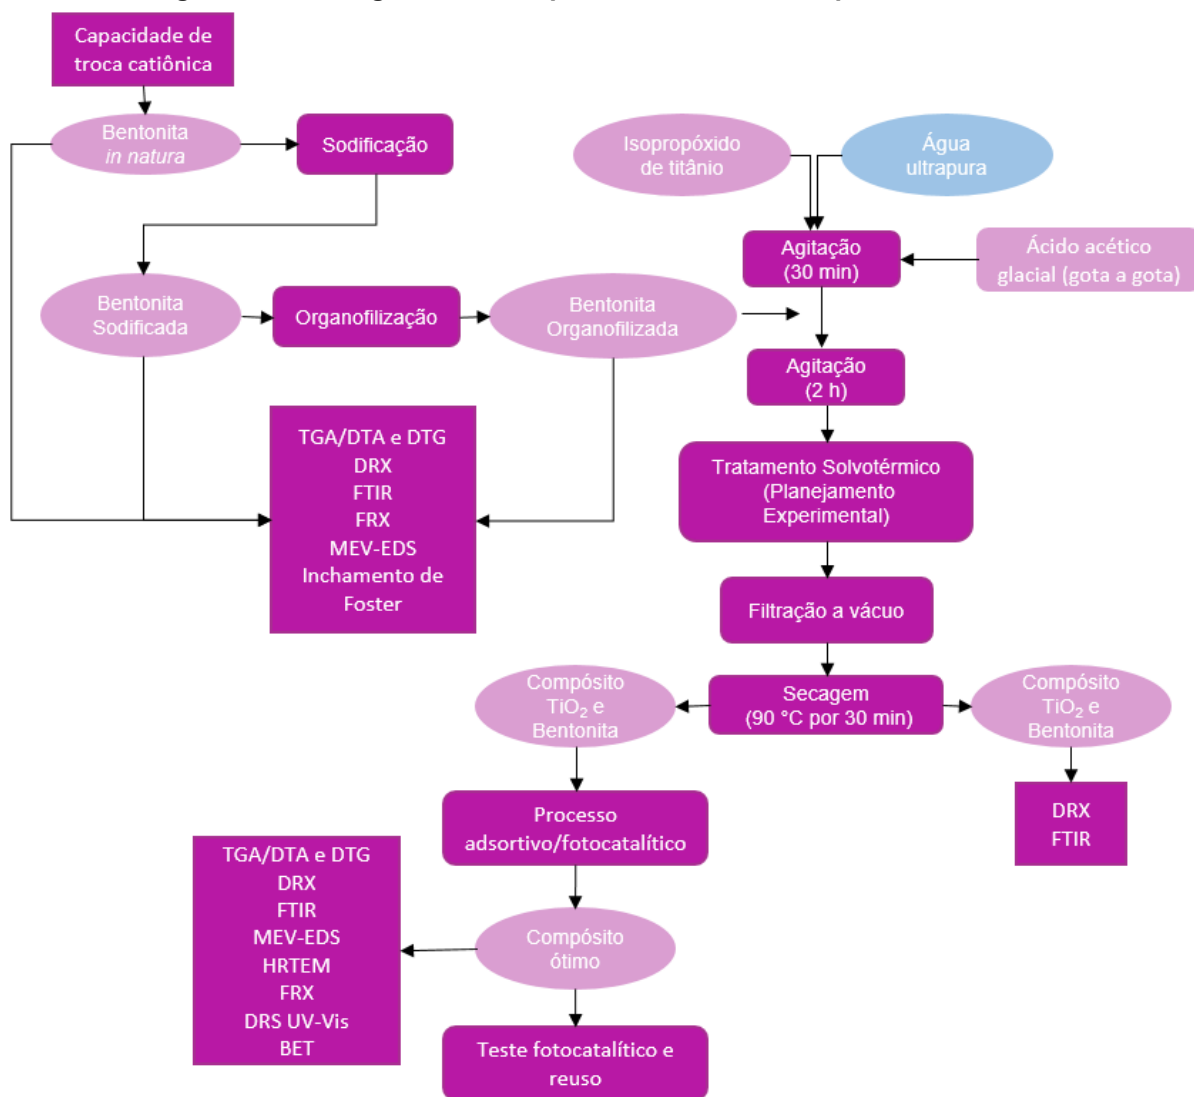 Capacidade de
troca catiônica
Bentonita
in natura
Sodificação
Isopropóxido
de titânio
Água
ultrapura
Agitação
(30 min)
Ácido acético
glacial (gota a gota)
Bentonita
Sodificada
Organofilização
Bentonita
Organofilizada
Agitação
(2 h)
TGA/DTA e DTG
DRX
FTIR
FRX
MEV-EDS
Inchamento de
Foster
Tratamento Solvotérmico
(Planejamento
Experimental)
Filtração a vácuo
Compósito
TiO₂ e
Bentonita
Secagem
(90 °C por 30 min)
Compósito
TiO₂ e
Bentonita
DRX
FTIR
Processo
adsortivo/fotocatalítico
TGA/DTA e DTG
DRX
FTIR
MEV-EDS
HRTEM
FRX
DRS UV-Vis
BET
Compósito
ótimo
Teste fotocatalítico e
reuso